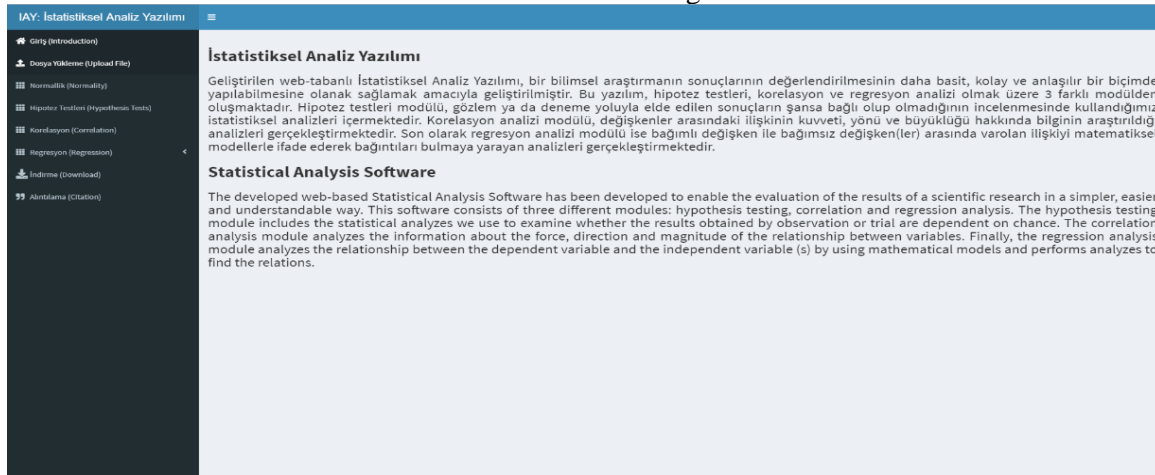 IAY: İstatistiksel Analiz Yazılımı
Giriş (Introduction)
Dosya Yükleme (Upload File)
Normallik (Normality)
Hipotez Testleri (Hypothesis Tests)
Korelasyon (Correlation)
Regresyon (Regression)
İndirme (Download)
Alıntılama (Citation)
İstatistiksel Analiz Yazılımı
Geliştirilen web-tabanlı İstatistiksel Analiz Yazılımı, bir bilimsel araştırmanın sonuçlarının değerlendirilmesinin daha basit, kolay ve anlaşılır bir biçimde
yapılabilmesine olanak sağlamak amacıyla geliştirilmiştir. Bu yazılım, hipotez testleri, korelasyon ve regresyon analizi olmak üzere 3 farklı modülden
oluşmaktadır. Hipotez testleri modülü, gözlem ya da deneme yoluyla elde edilen sonuçların şansa bağlı olup olmadığının incelenmesinde kullandığımız
istatistiksel analizleri içermektedir. Korelasyon analizi modülü, değişkenler arasındaki ilişkinin kuvveti, yönü ve büyüklüğü hakkında bilginin araştırıldığı
analizleri gerçekleştirmektedir. Son olarak regresyon analizi modülü ise bağımlı değişken ile bağımsız değişken(ler) arasında varolan ilişkiyi matematiksel
modellerle ifade ederek bağıntıları bulmaya yarayan analizleri gerçekleştirmektedir.
Statistical Analysis Software
The developed web-based Statistical Analysis Software has been developed to enable the evaluation of the results of a scientific research in a simpler, easier
and understandable way. This software consists of three different modules: hypothesis testing, correlation and regression analysis. The hypothesis testing
module includes the statistical analyzes we use to examine whether the results obtained by observation or trial are dependent on chance. The correlation
analysis module analyzes the information about the force, direction and magnitude of the relationship between variables. Finally, the regression analysis
module analyzes the relationship between the dependent variable and the independent variable (s) by using mathematical models and performs analyzes to
find the relations.